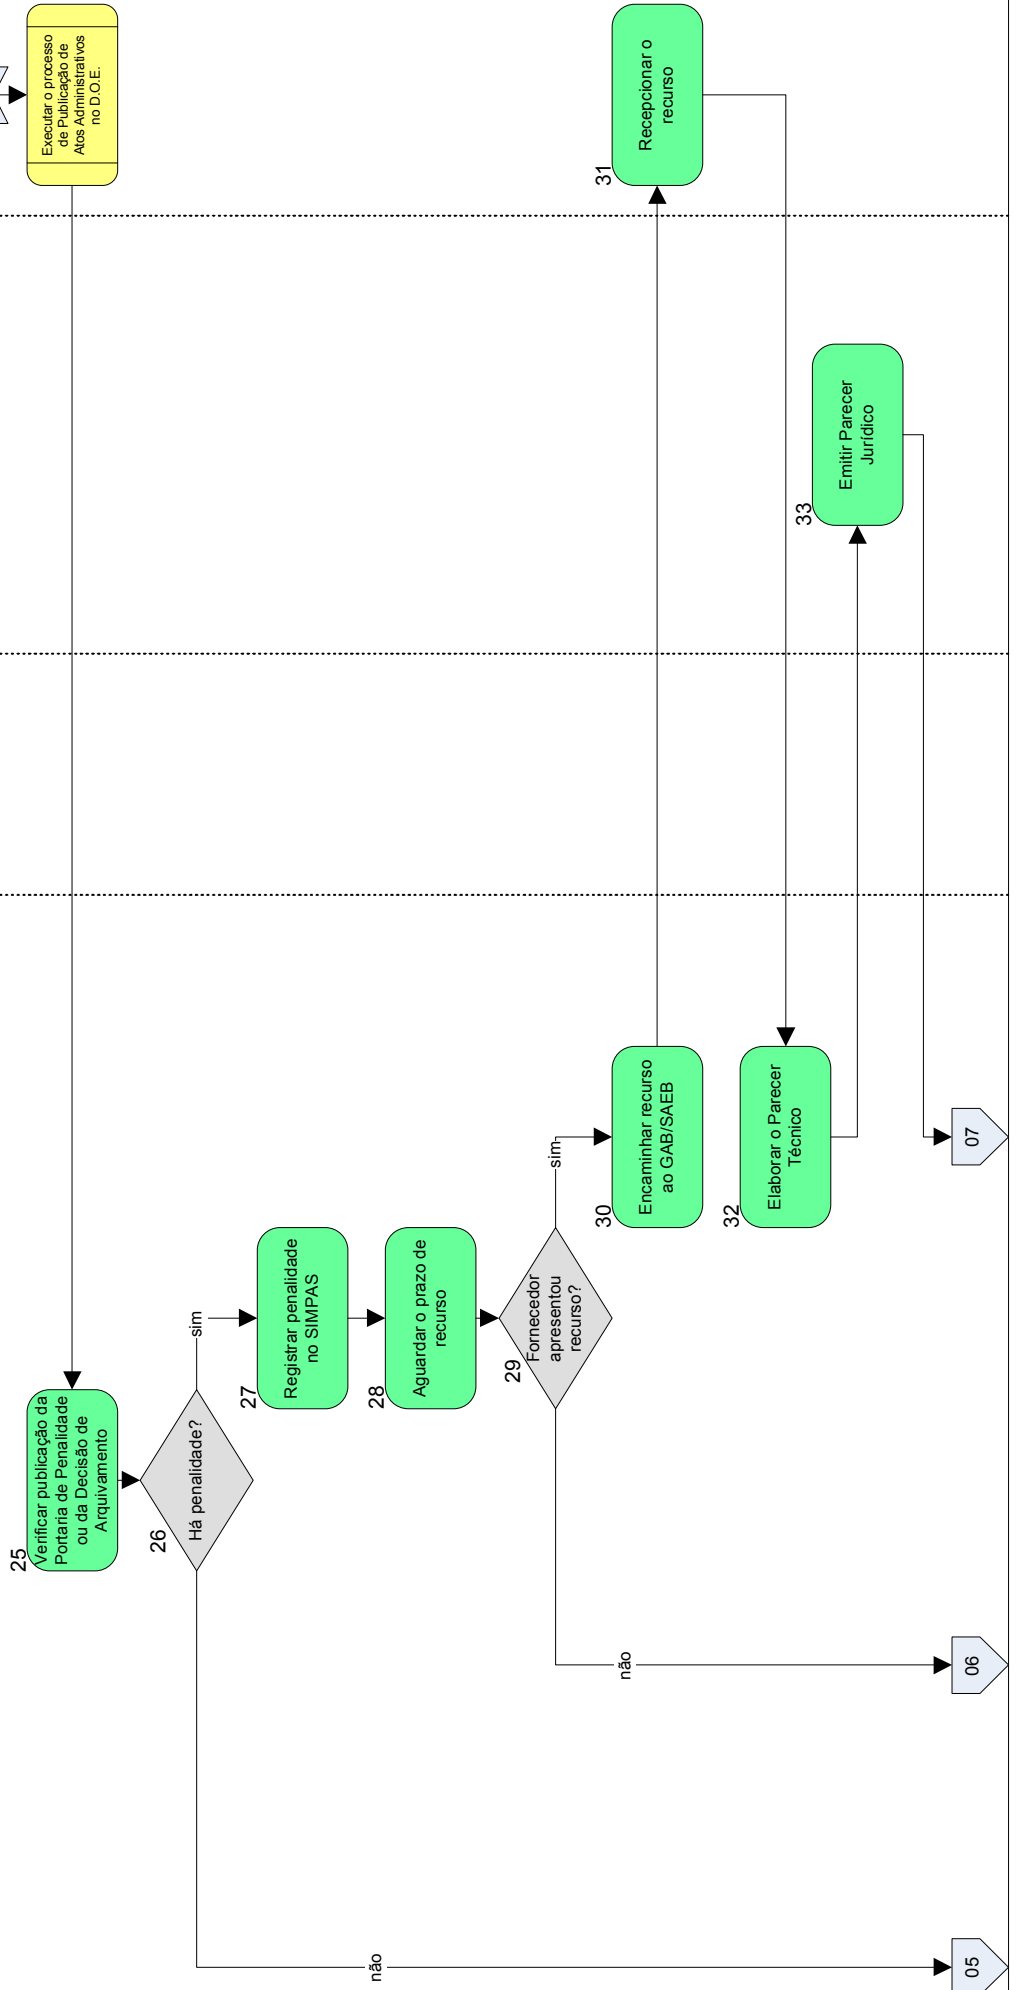 Executar o processo
de Publicação de
Atos Administrativos
no D.O.E.
25
Verificar publicação da
Portaria de Penalidade
ou da Decisão de
Arquivamento
26
Há penalidade?
sim
não
27
Registrar penalidade
no SIMPAS
28
Aguardar o prazo de
recurso
29
Fornecedor
apresentou
recurso?
sim
não
30
Encaminhar recurso
ao GAB/SAEB
31
Recepcionar o
recurso
32
Elaborar o Parecer
Técnico
33
Emitir Parecer
Jurídico
05
06
07